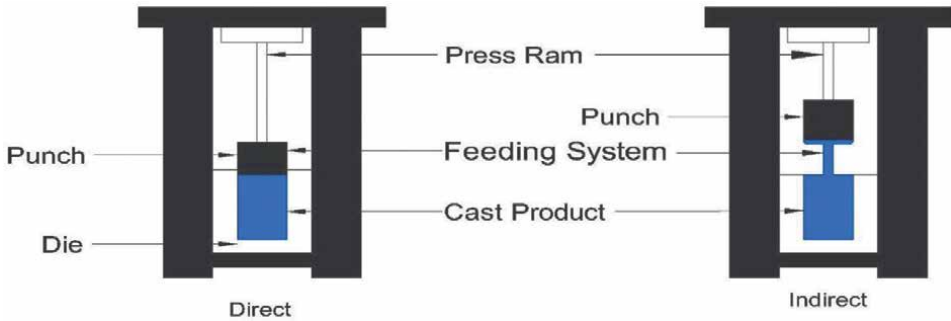 Press Ram
Punch
Punch
Feeding System
Cast Product
Die
Direct
Indirect